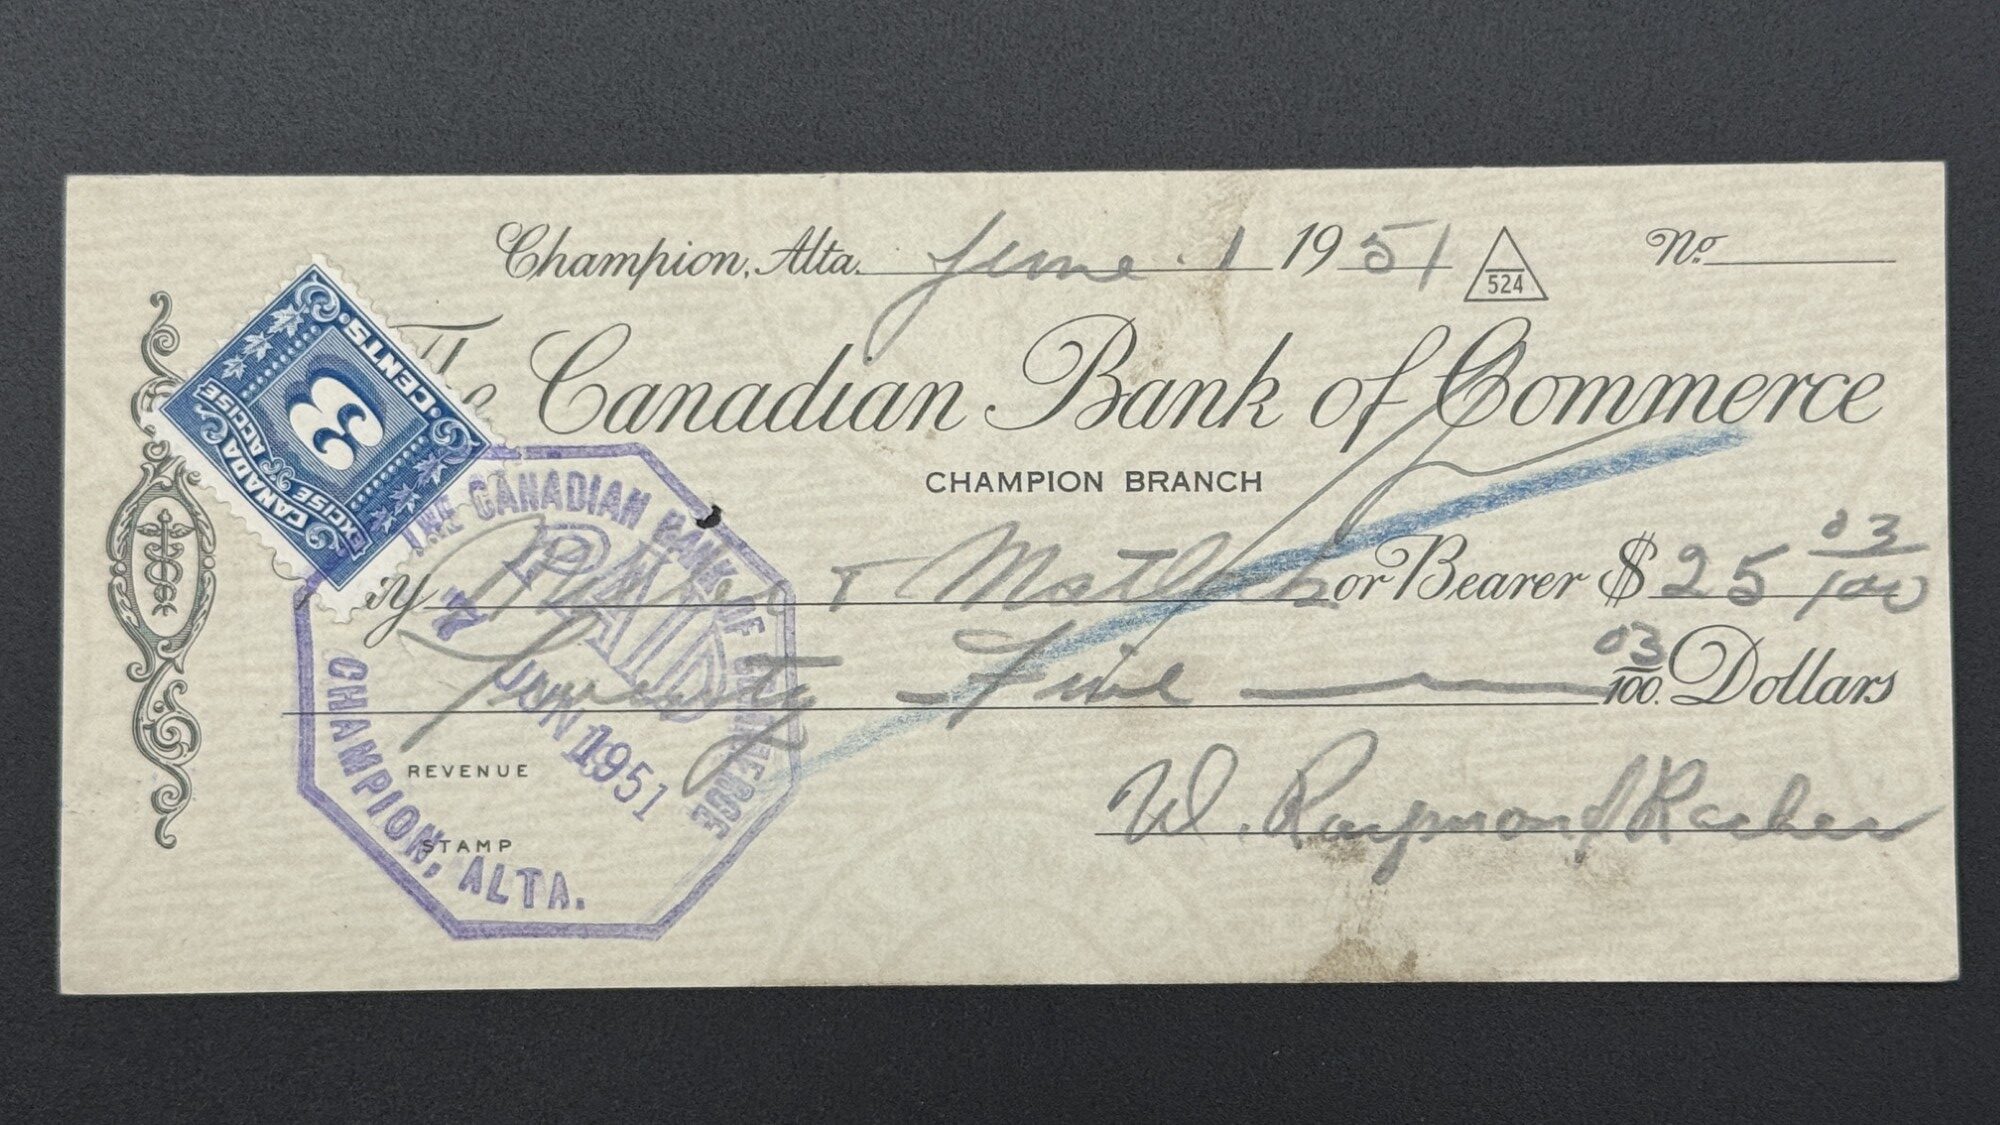 Champion, Alta. June 1 1951 524 No.
The Canadian Bank of Commerce
CHAMPION BRANCH
T or Bearer $ 25 03/100
Twenty Five 03/100 Dollars
W. Raymond
REVENUE
STAMP
CANADA
EXCISE ACCISE
3
CENTS
THE CANADIAN BANK OF COMMERCE
PAID
JUN 1 1951
CHAMPION, ALTA.